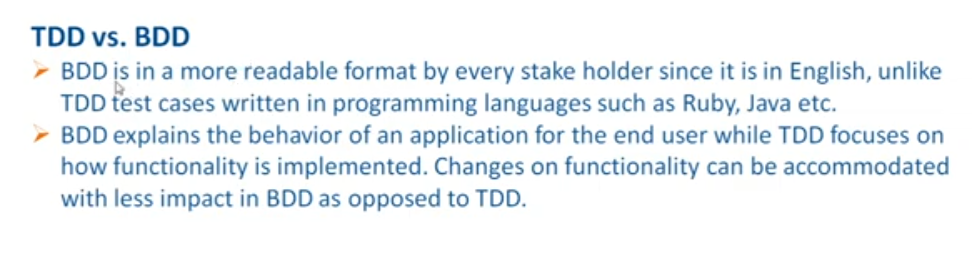 TDD vs. BDD
BDD is in a more readable format by every stake holder since it is in English, unlike
TDD test cases written in programming languages such as Ruby, Java etc.
BDD explains the behavior of an application for the end user while TDD focuses on
how functionality is implemented. Changes on functionality can be accommodated
with less impact in BDD as opposed to TDD.